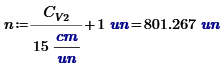 n := C_V2 / (15 cm/un) + 1 un = 801.267 un